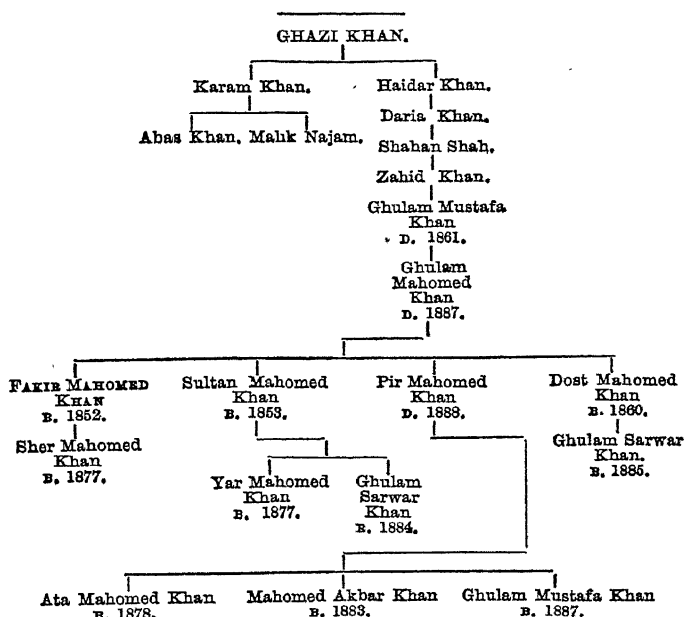 GHAZI KHAN.
Karam Khan. Haidar Khan.
Daria Khan.
Abas Khan. Malik Najam.
Shahan Shah.
Zahid Khan.
Ghulam Mustafa
Khan
D. 1861.
Ghulam
Mahomed
Khan
D. 1887.
FAKIR MAHOMED
KHAN
B. 1852.
Sultan Mahomed
Khan
B. 1853.
Pir Mahomed
Khan
D. 1888.
Dost Mahomed
Khan
B. 1860.
Sher Mahomed
Khan
B. 1877.
Ghulam Sarwar
Khan.
B. 1885.
Yar Mahomed
Khan
B. 1877.
Ghulam
Sarwar
Khan
B. 1884.
Ata Mahomed Khan
B. 1878.
Mahomed Akbar Khan
B. 1883.
Ghulam Mustafa Khan
B. 1887.